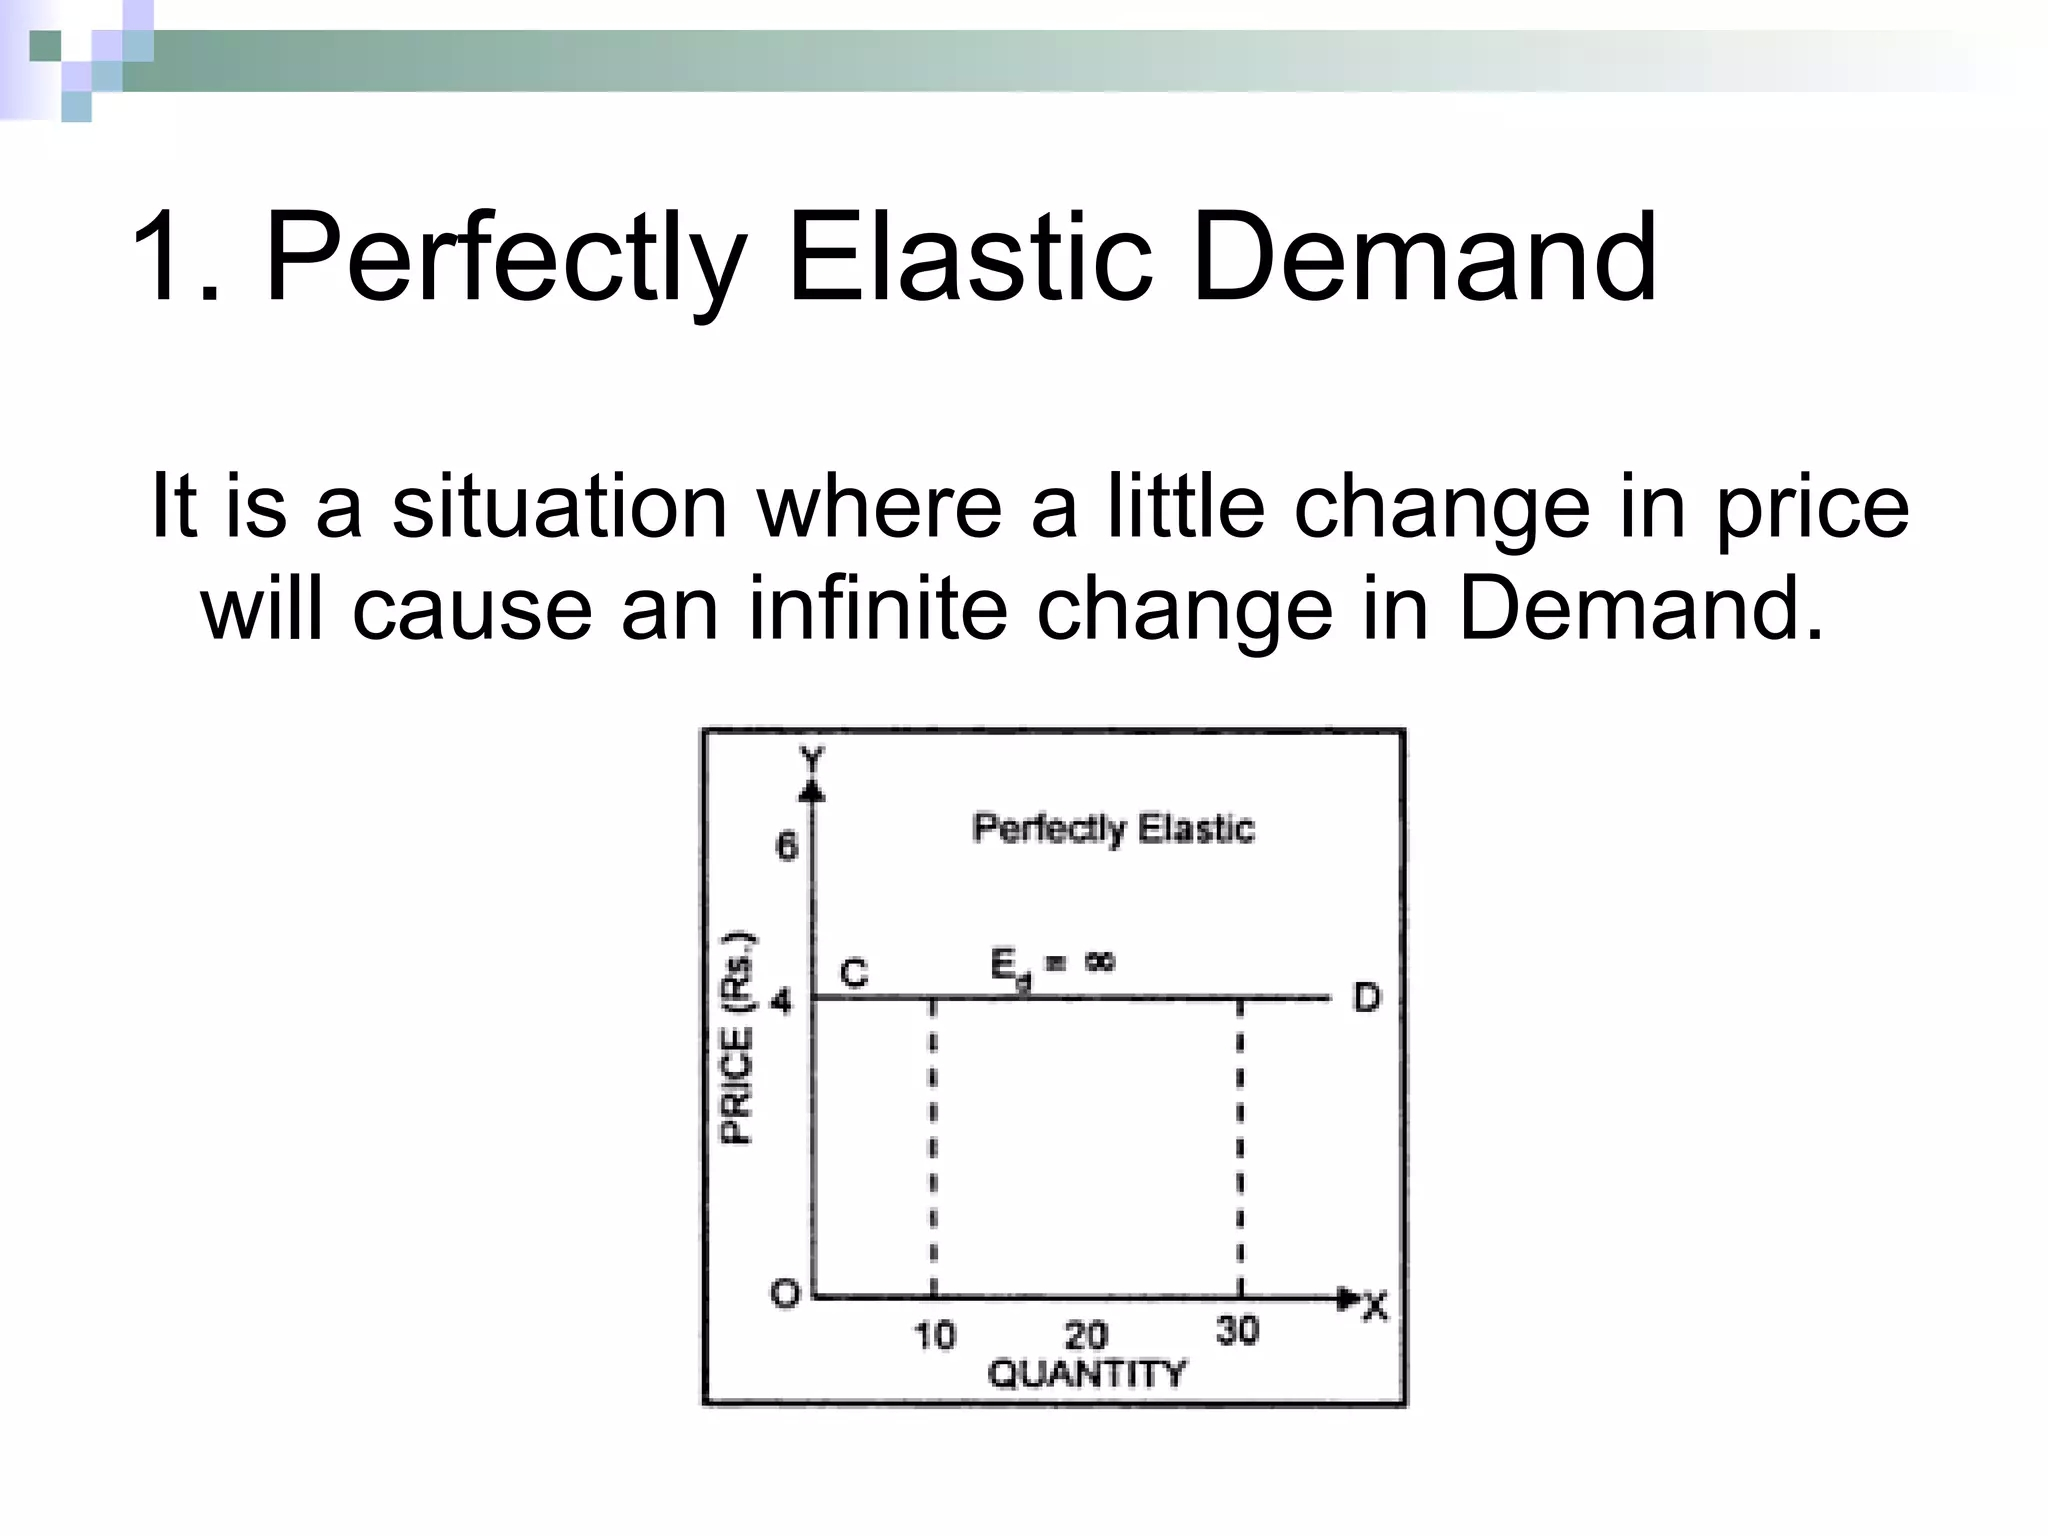 1. Perfectly Elastic Demand
It is a situation where a little change in price
will cause an infinite change in Demand.
Y
6
Perfectly Elastic
PRICE (Rs.)
C
Ed = ∞
4
D
O
X
10 20 30
QUANTITY